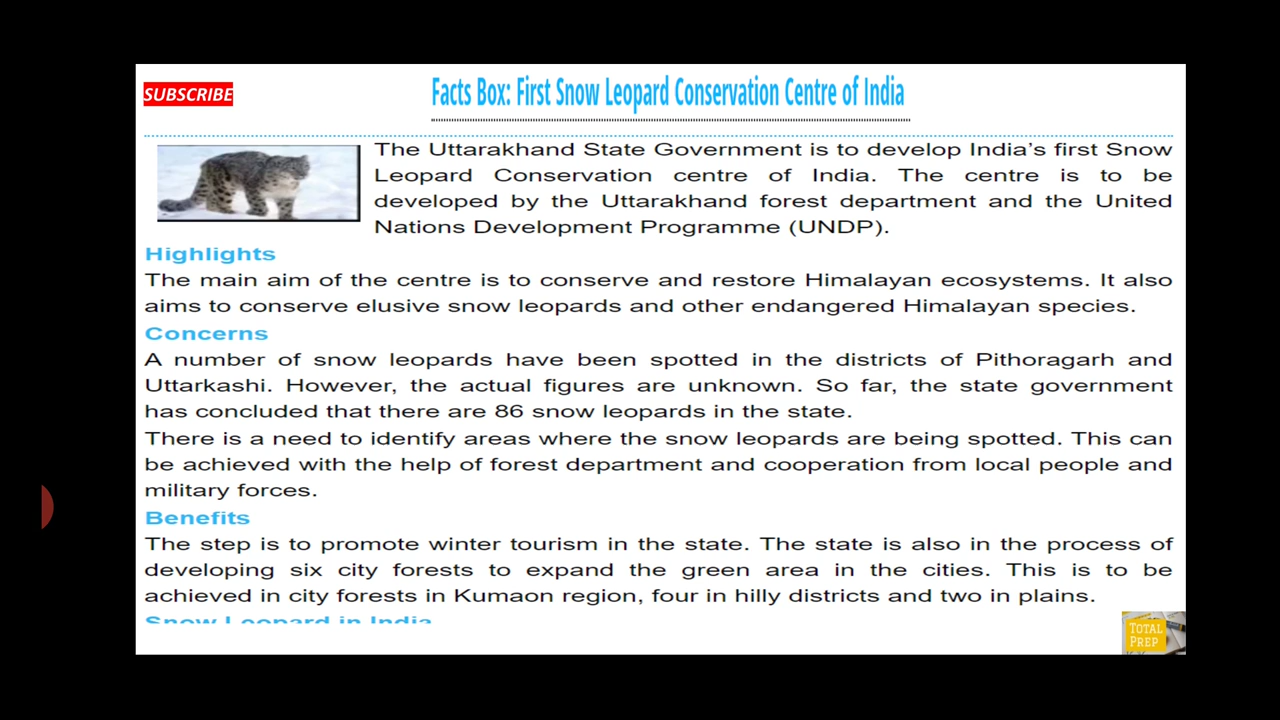 SUBSCRIBE
Facts Box: First Snow Leopard Conservation Centre of India
The Uttarakhand State Government is to develop India's first Snow
Leopard Conservation centre of India. The centre is to be
developed by the Uttarakhand forest department and the United
Nations Development Programme (UNDP).
Highlights
The main aim of the centre is to conserve and restore Himalayan ecosystems. It also
aims to conserve elusive snow leopards and other endangered Himalayan species.
Concerns
A number of snow leopards have been spotted in the districts of Pithoragarh and
Uttarkashi. However, the actual figures are unknown. So far, the state government
has concluded that there are 86 snow leopards in the state.
There is a need to identify areas where the snow leopards are being spotted. This can
be achieved with the help of forest department and cooperation from local people and
military forces.
Benefits
The step is to promote winter tourism in the state. The state is also in the process of
developing six city forests to expand the green area in the cities. This is to be
achieved in city forests in Kumaon region, four in hilly districts and two in plains.
Snow Leopard in India
TOTAL
PREP